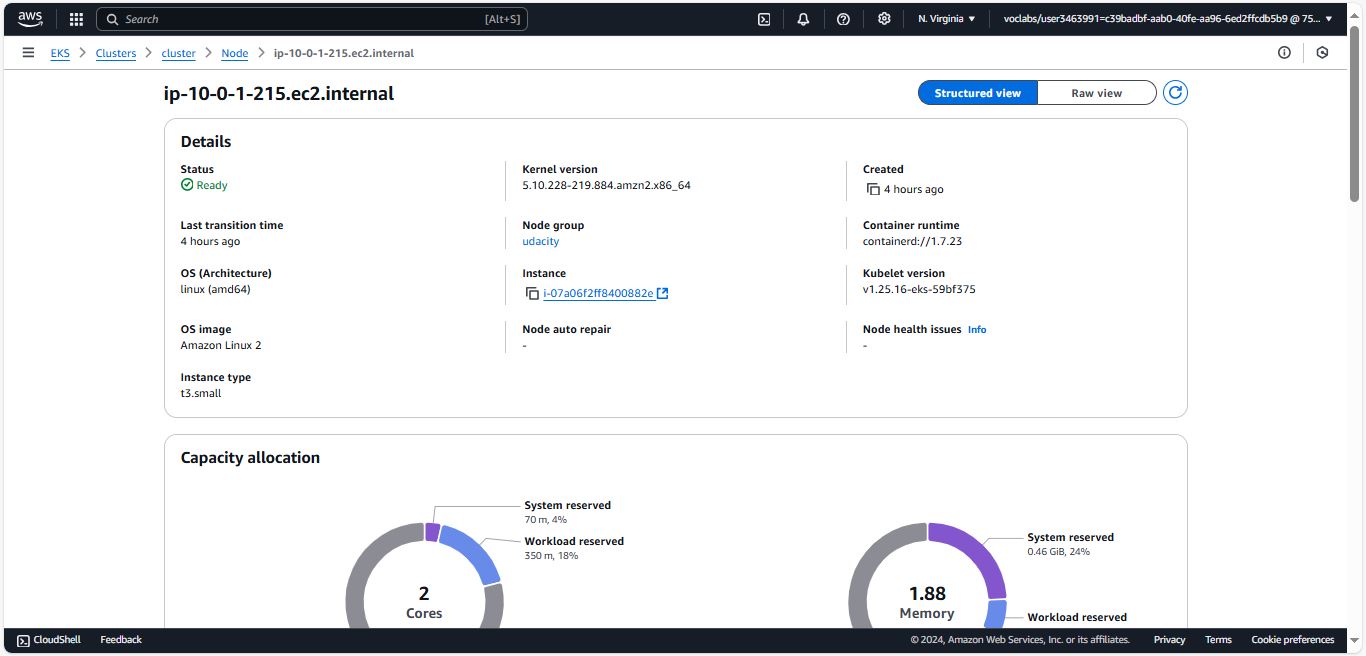 aws
Search
[Alt+S]
N. Virginia
voclabs/user3463991=c39badbf-aab0-40fe-aa96-6ed2ffcdb5b9 @ 75...
EKS
Clusters
cluster
Node
ip-10-0-1-215.ec2.internal
ip-10-0-1-215.ec2.internal
Structured view
Raw view
Details
Status
Ready
Kernel version
5.10.228-219.884.amzn2.x86_64
Created
4 hours ago
Last transition time
4 hours ago
Node group
udacity
Container runtime
containerd://1.7.23
OS (Architecture)
linux (amd64)
Instance
i-07a06f2ff8400882e
Kubelet version
v1.25.16-eks-59bf375
OS image
Amazon Linux 2
Node auto repair
-
Node health issues Info
-
Instance type
t3.small
Capacity allocation
System reserved
70 m, 4%
Workload reserved
350 m, 18%
2
Cores
System reserved
0.46 GiB, 24%
1.88
Memory
Workload reserved
CloudShell
Feedback
© 2024, Amazon Web Services, Inc. or its affiliates.
Privacy
Terms
Cookie preferences